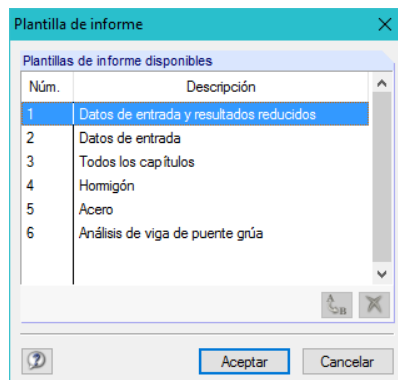 Plantilla de informe
Plantillas de informe disponibles
Núm. Descripción
1 Datos de entrada y resultados reducidos
2 Datos de entrada
3 Todos los capítulos
4 Hormigón
5 Acero
6 Análisis de viga de puente grúa
A B
Aceptar Cancelar